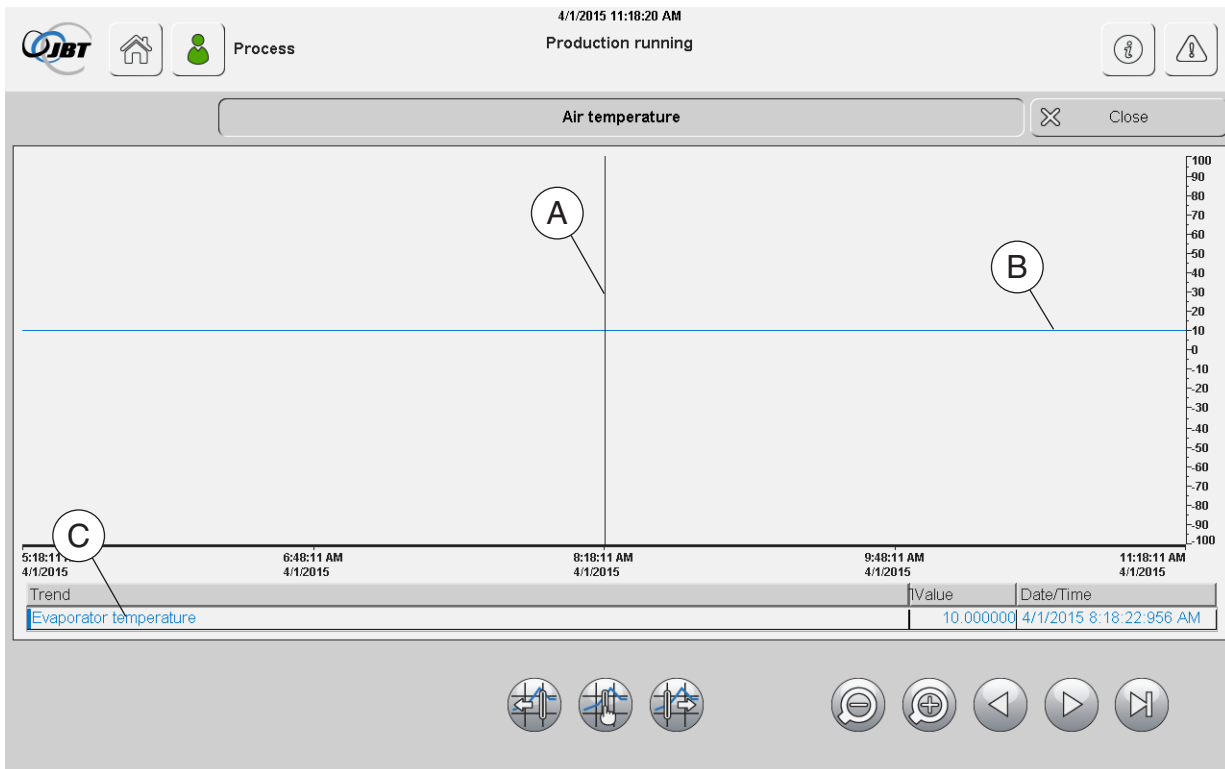 4/1/2015 11:18:20 AM
JBT
Process
Production running
Air temperature
Close
100
90
80
70
60
50
40
30
20
10
0
-10
-20
-30
-40
-50
-60
-70
-80
-90
-100
A
B
C
5:18:11
6:48:11 AM
8:18:11 AM
9:48:11 AM
11:18:11 AM
4/1/2015
4/1/2015
4/1/2015
4/1/2015
4/1/2015
Trend Value Date/Time
Evaporator temperature 10.000000 4/1/2015 8:18:22:956 AM